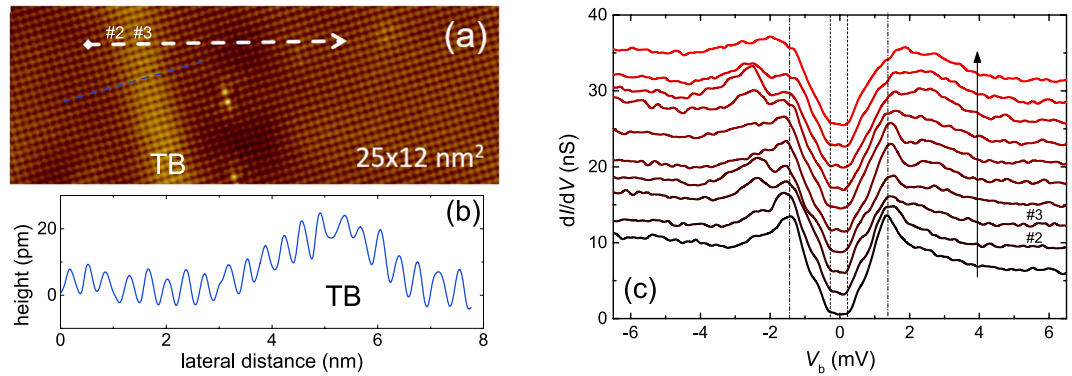 #2 #3
(a)
TB
25x12 nm²
(b)
20
0
height (pm)
TB
0
2
4
6
8
lateral distance (nm)
40
30
20
10
0
dI/dV (nS)
#3
#2
(c)
-6
-4
-2
0
2
4
6
V_b (mV)